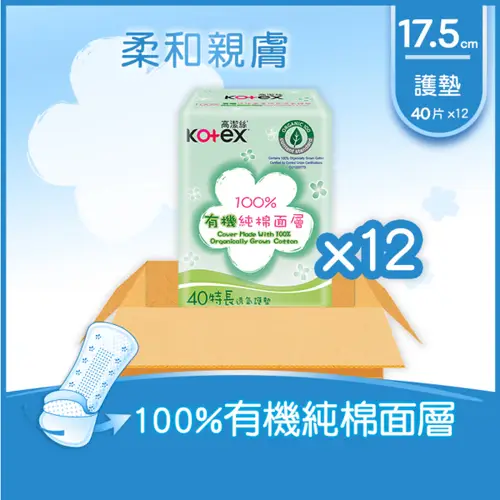 柔和親膚
17.5cm
護墊
40片 x12
高潔絲
Kotex
ORGANIC 100
100%
有機純棉面層
Cover Made With 100%
Organically Grown Cotton
x12
40特長透氣護墊
100%有機純棉面層